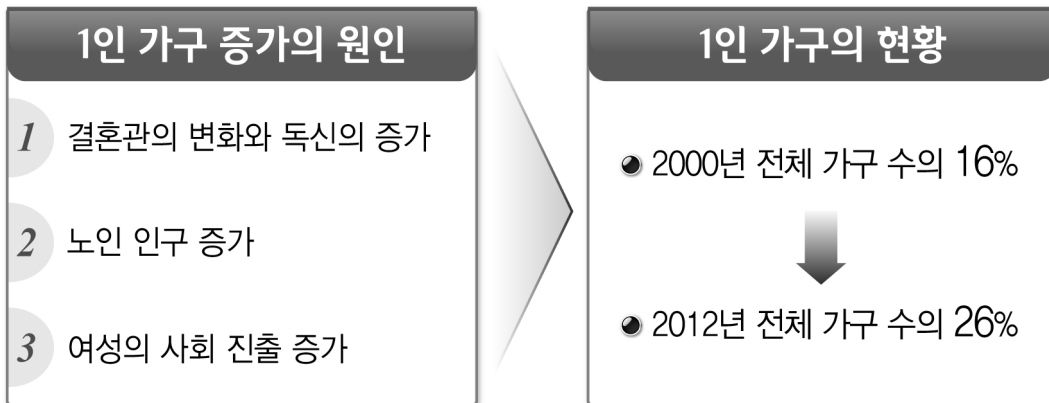 1인 가구 증가의 원인
1 결혼관의 변화와 독신의 증가
2 노인 인구 증가
3 여성의 사회 진출 증가
1인 가구의 현황
2000년 전체 가구 수의 16%
2012년 전체 가구 수의 26%